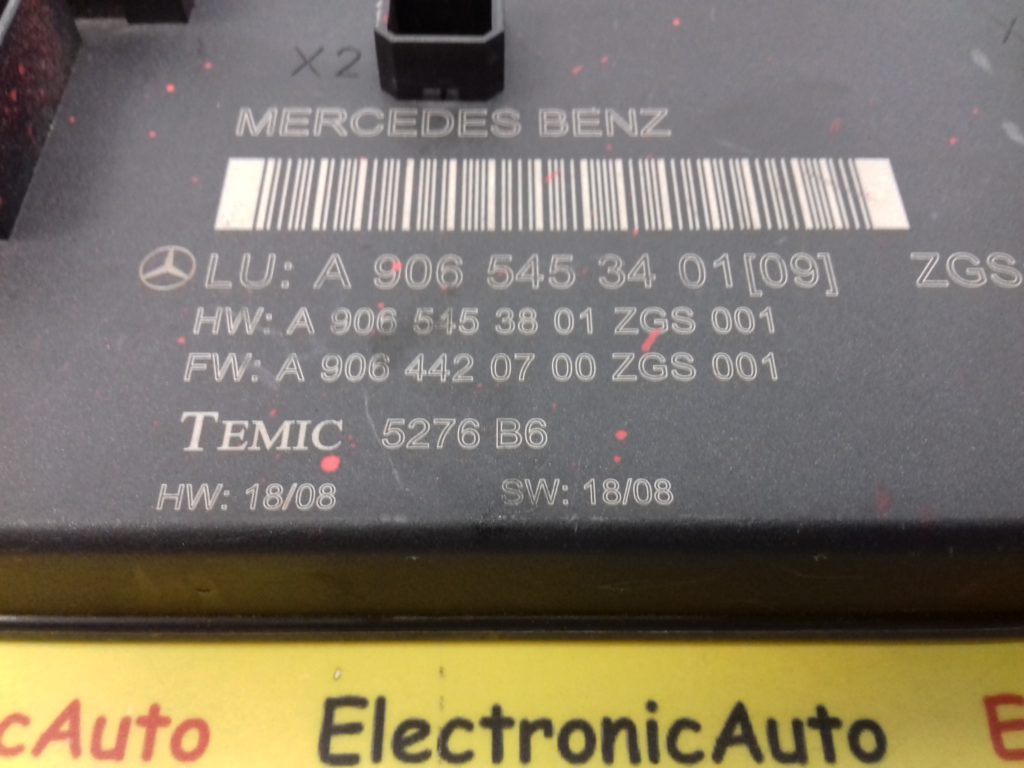 X2
MERCEDES BENZ
LU: A 906 545 34 01[09] ZGS
HW: A 906 545 38 01 ZGS 001
FW: A 906 442 07 00 ZGS 001
TEMIC 5276 B6
HW: 18/08 SW: 18/08
cAuto ElectronicAuto E